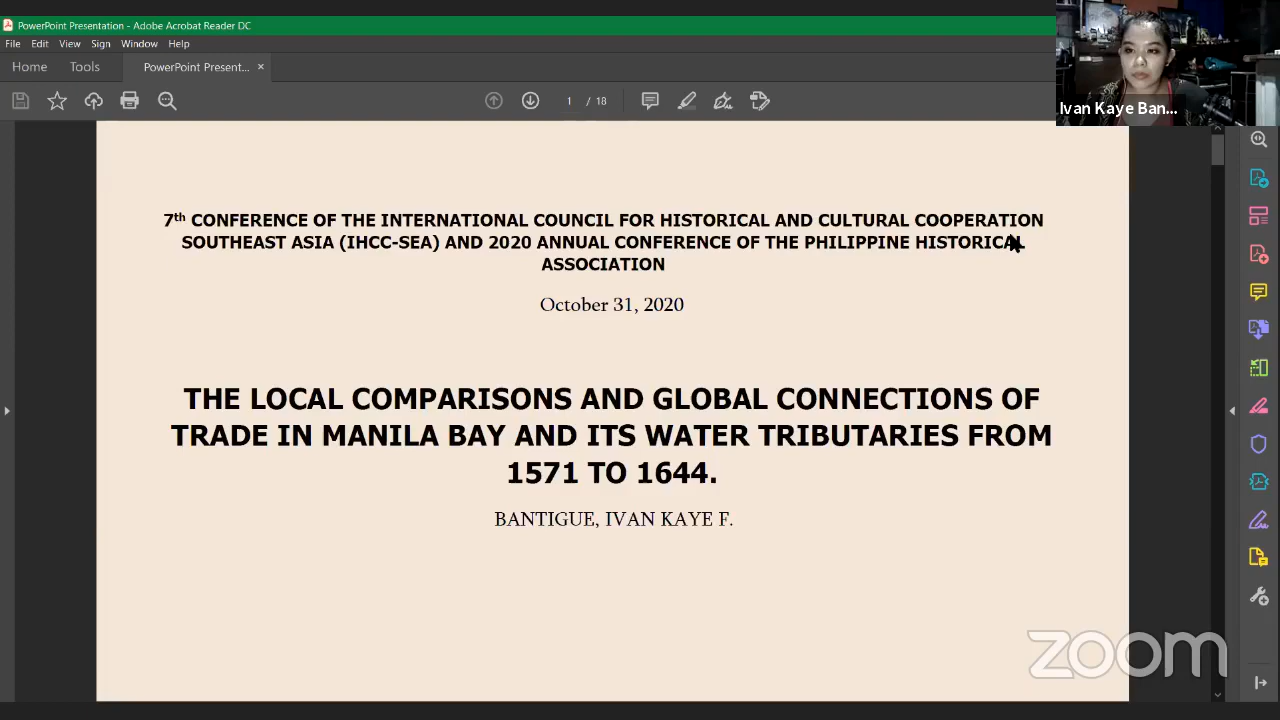 PowerPoint Presentation - Adobe Acrobat Reader DC
File Edit View Sign Window Help
Home Tools PowerPoint Present... ×
1 / 18
Ivan Kaye Ban...
7th CONFERENCE OF THE INTERNATIONAL COUNCIL FOR HISTORICAL AND CULTURAL COOPERATION
SOUTHEAST ASIA (IHCC-SEA) AND 2020 ANNUAL CONFERENCE OF THE PHILIPPINE HISTORICAL
ASSOCIATION
October 31, 2020
THE LOCAL COMPARISONS AND GLOBAL CONNECTIONS OF
TRADE IN MANILA BAY AND ITS WATER TRIBUTARIES FROM
1571 TO 1644.
BANTIGUE, IVAN KAYE F.
zoom